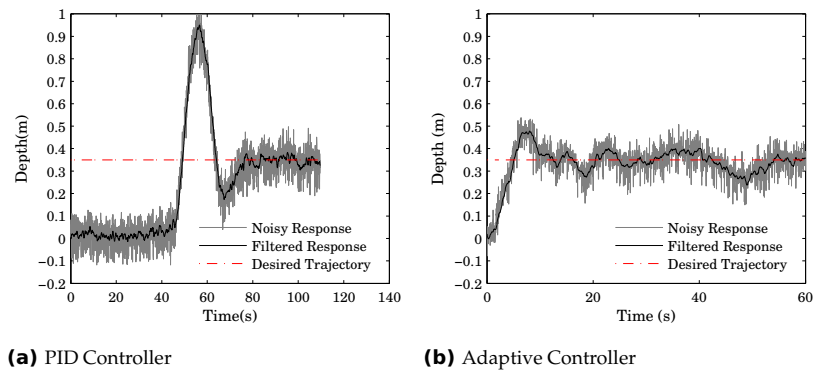 1
0.9
0.8
0.7
0.6
0.5
0.4
0.3
0.2
0.1
0
−0.1
−0.2
Depth(m)
Noisy Response
Filtered Response
Desired Trajectory
0 20 40 60 80 100 120 140
Time(s)
(a) PID Controller
1
0.9
0.8
0.7
0.6
0.5
0.4
0.3
0.2
0.1
0
−0.1
−0.2
Depth (m)
Noisy Response
Filtered Response
Desired Trajectory
0 20 40 60
Time (s)
(b) Adaptive Controller